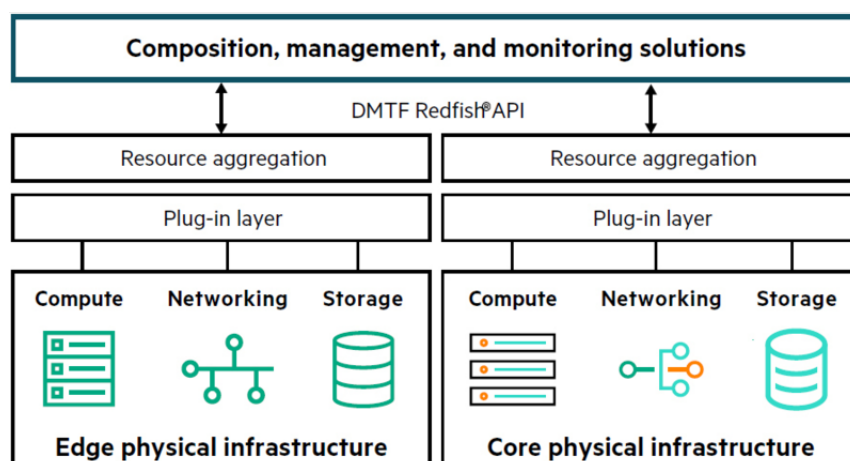 Composition, management, and monitoring solutions
DMTF Redfish® API
Resource aggregation
Resource aggregation
Plug-in layer
Plug-in layer
Compute Networking Storage
Compute Networking Storage
Edge physical infrastructure
Core physical infrastructure